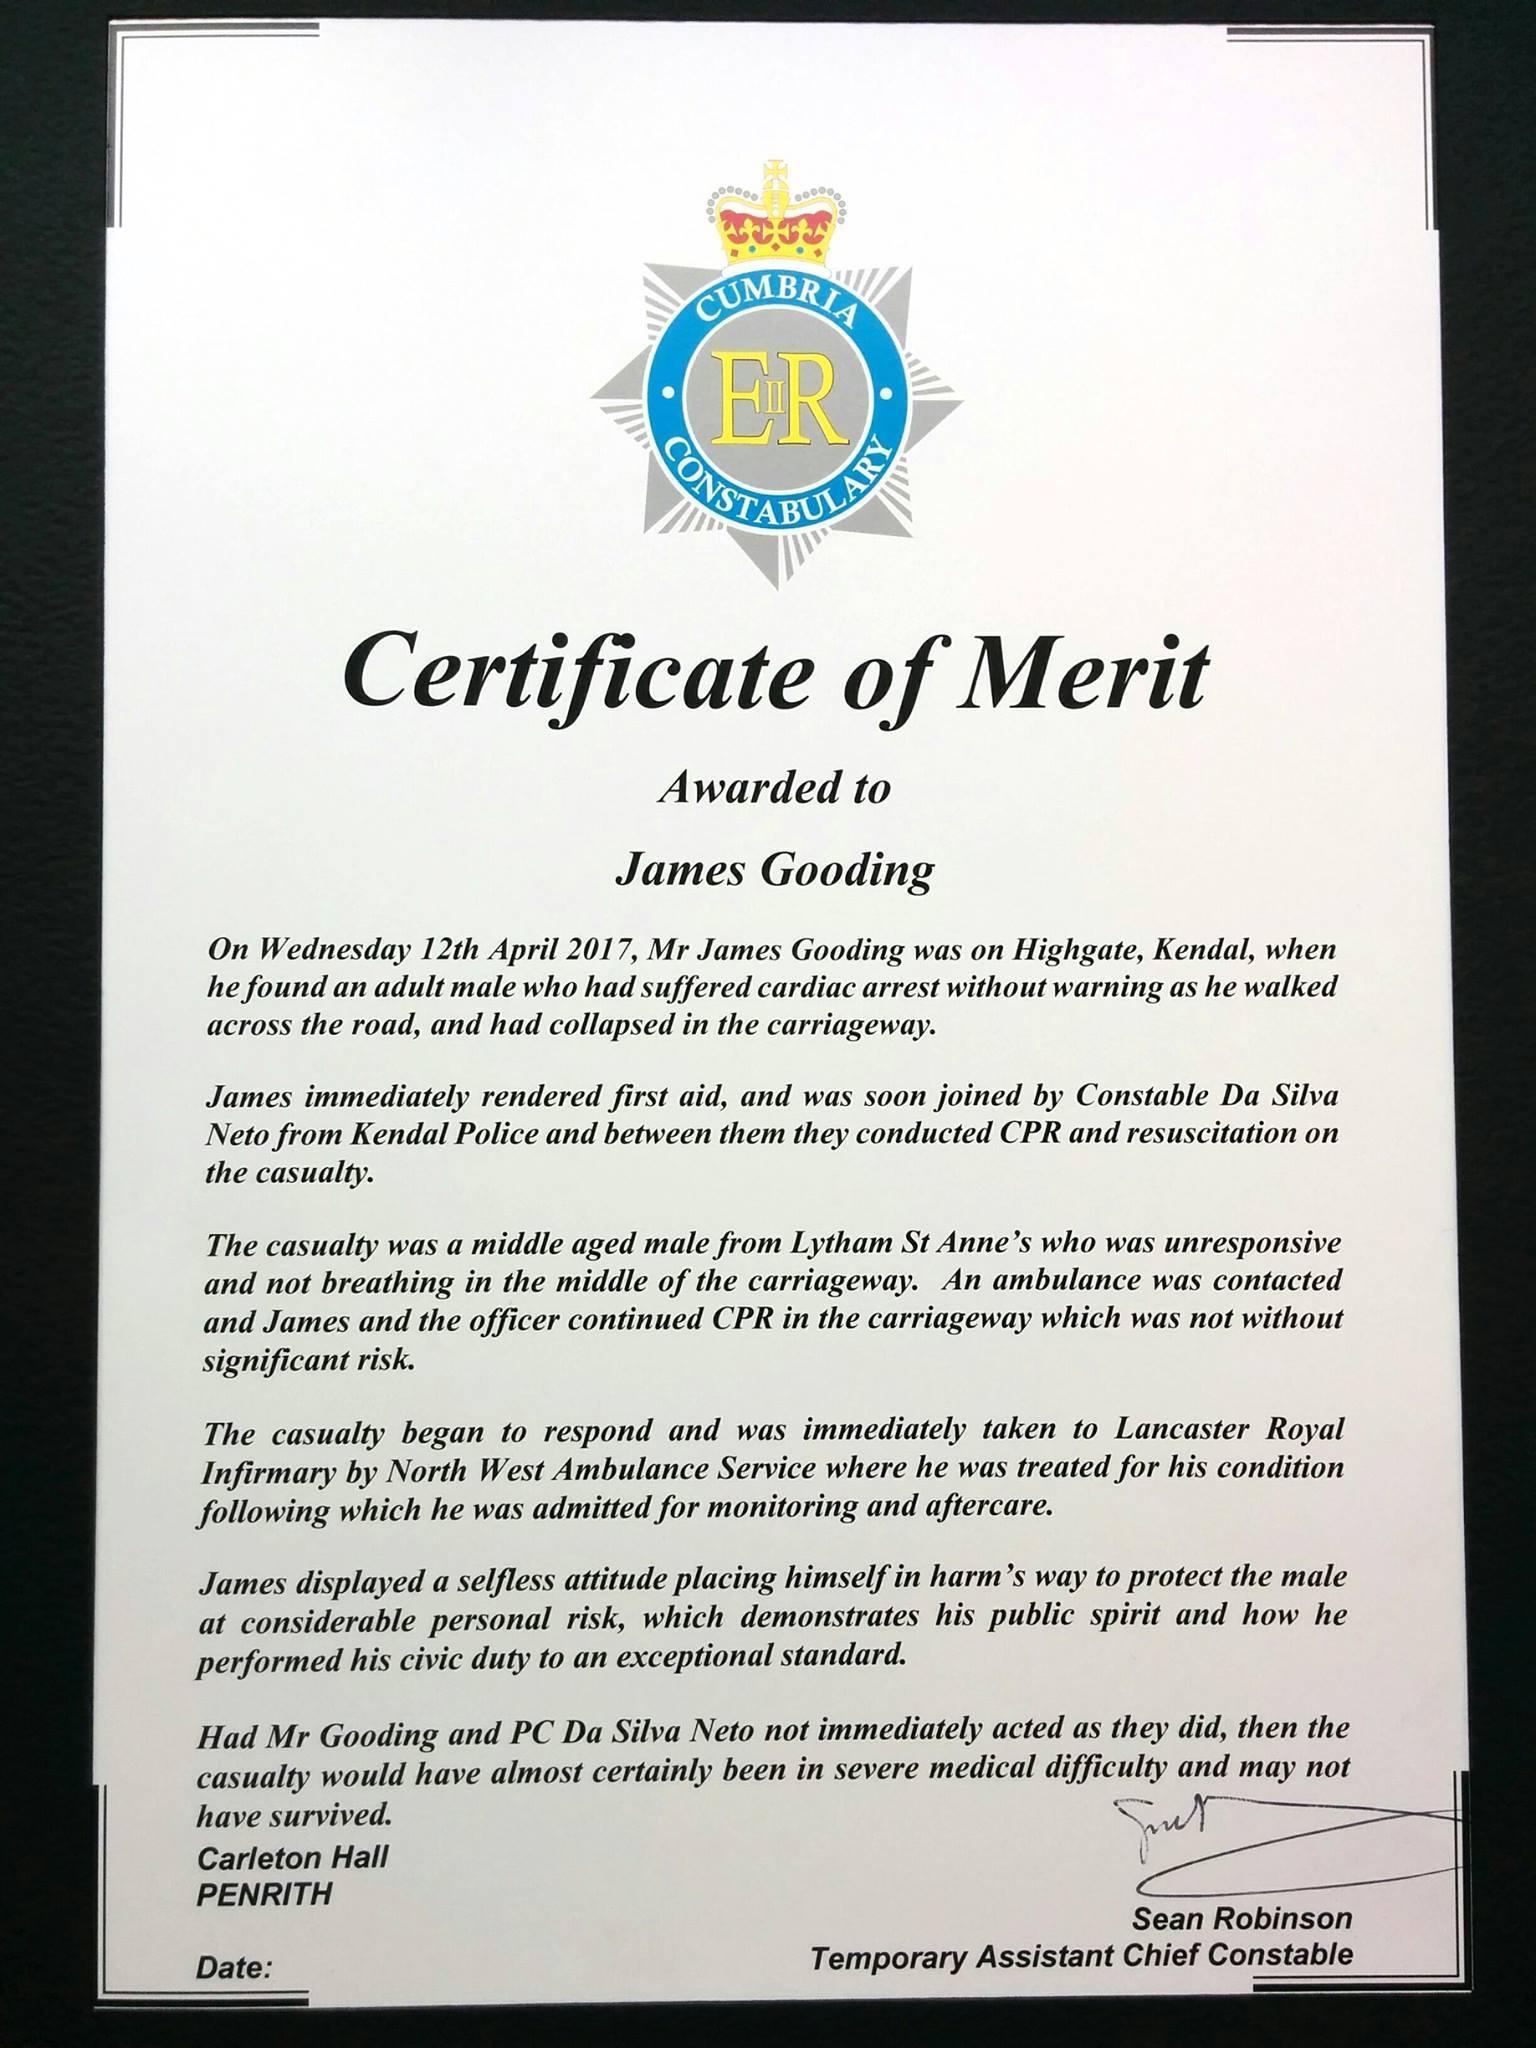 CUMBRIA
EIIR
CONSTABULARY
Certificate of Merit
Awarded to
James Gooding
On Wednesday 12th April 2017, Mr James Gooding was on Highgate, Kendal, when
he found an adult male who had suffered cardiac arrest without warning as he walked
across the road, and had collapsed in the carriageway.
James immediately rendered first aid, and was soon joined by Constable Da Silva
Neto from Kendal Police and between them they conducted CPR and resuscitation on
the casualty.
The casualty was a middle aged male from Lytham St Anne's who was unresponsive
and not breathing in the middle of the carriageway. An ambulance was contacted
and James and the officer continued CPR in the carriageway which was not without
significant risk.
The casualty began to respond and was immediately taken to Lancaster Royal
Infirmary by North West Ambulance Service where he was treated for his condition
following which he was admitted for monitoring and aftercare.
James displayed a selfless attitude placing himself in harm's way to protect the male
at considerable personal risk, which demonstrates his public spirit and how he
performed his civic duty to an exceptional standard.
Had Mr Gooding and PC Da Silva Neto not immediately acted as they did, then the
casualty would have almost certainly been in severe medical difficulty and may not
have survived.
Carleton Hall
PENRITH
Sean Robinson
Temporary Assistant Chief Constable
Date: